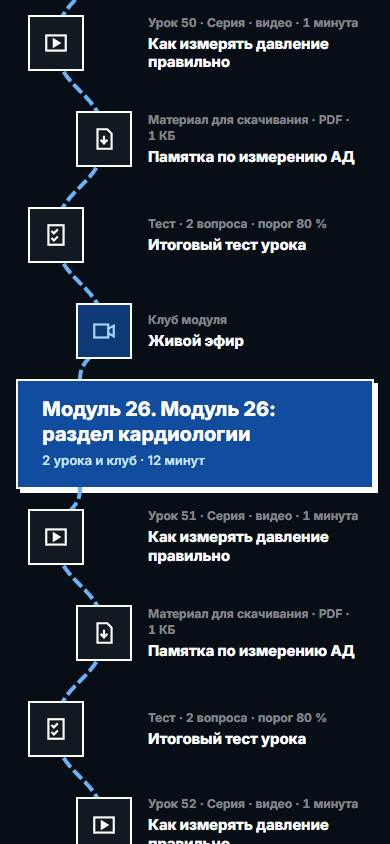 Урок 50 · Серия · видео · 1 минута
Как измерять давление
правильно
Материал для скачивания · PDF ·
1 КБ
Памятка по измерению АД
Тест · 2 вопроса · порог 80 %
Итоговый тест урока
Клуб модуля
Живой эфир
Модуль 26. Модуль 26:
раздел кардиологии
2 урока и клуб · 12 минут
Урок 51 · Серия · видео · 1 минута
Как измерять давление
правильно
Материал для скачивания · PDF ·
1 КБ
Памятка по измерению АД
Тест · 2 вопроса · порог 80 %
Итоговый тест урока
Урок 52 · Серия · видео · 1 минута
Как измерять давление
правильно